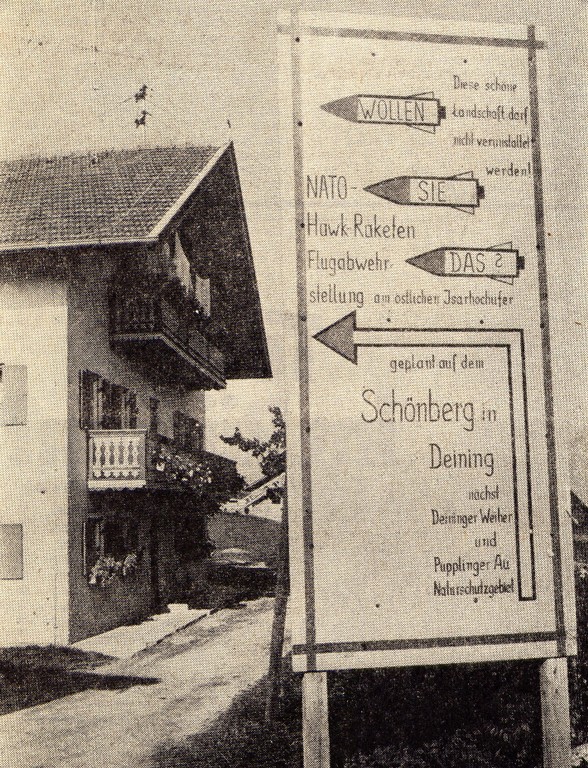 Diese schöne
WOLLEN Landschaft darf
nicht verunstaltet
werden!
NATO- SIE
Hawk-Raketen
Flugabwehr- DAS ?
stellung am östlichen Isarhochufer
geplant auf dem
Schönberg in
Deining
nächst
Deininger Weiher
und
Pupplinger Au
Naturschutzgebiet